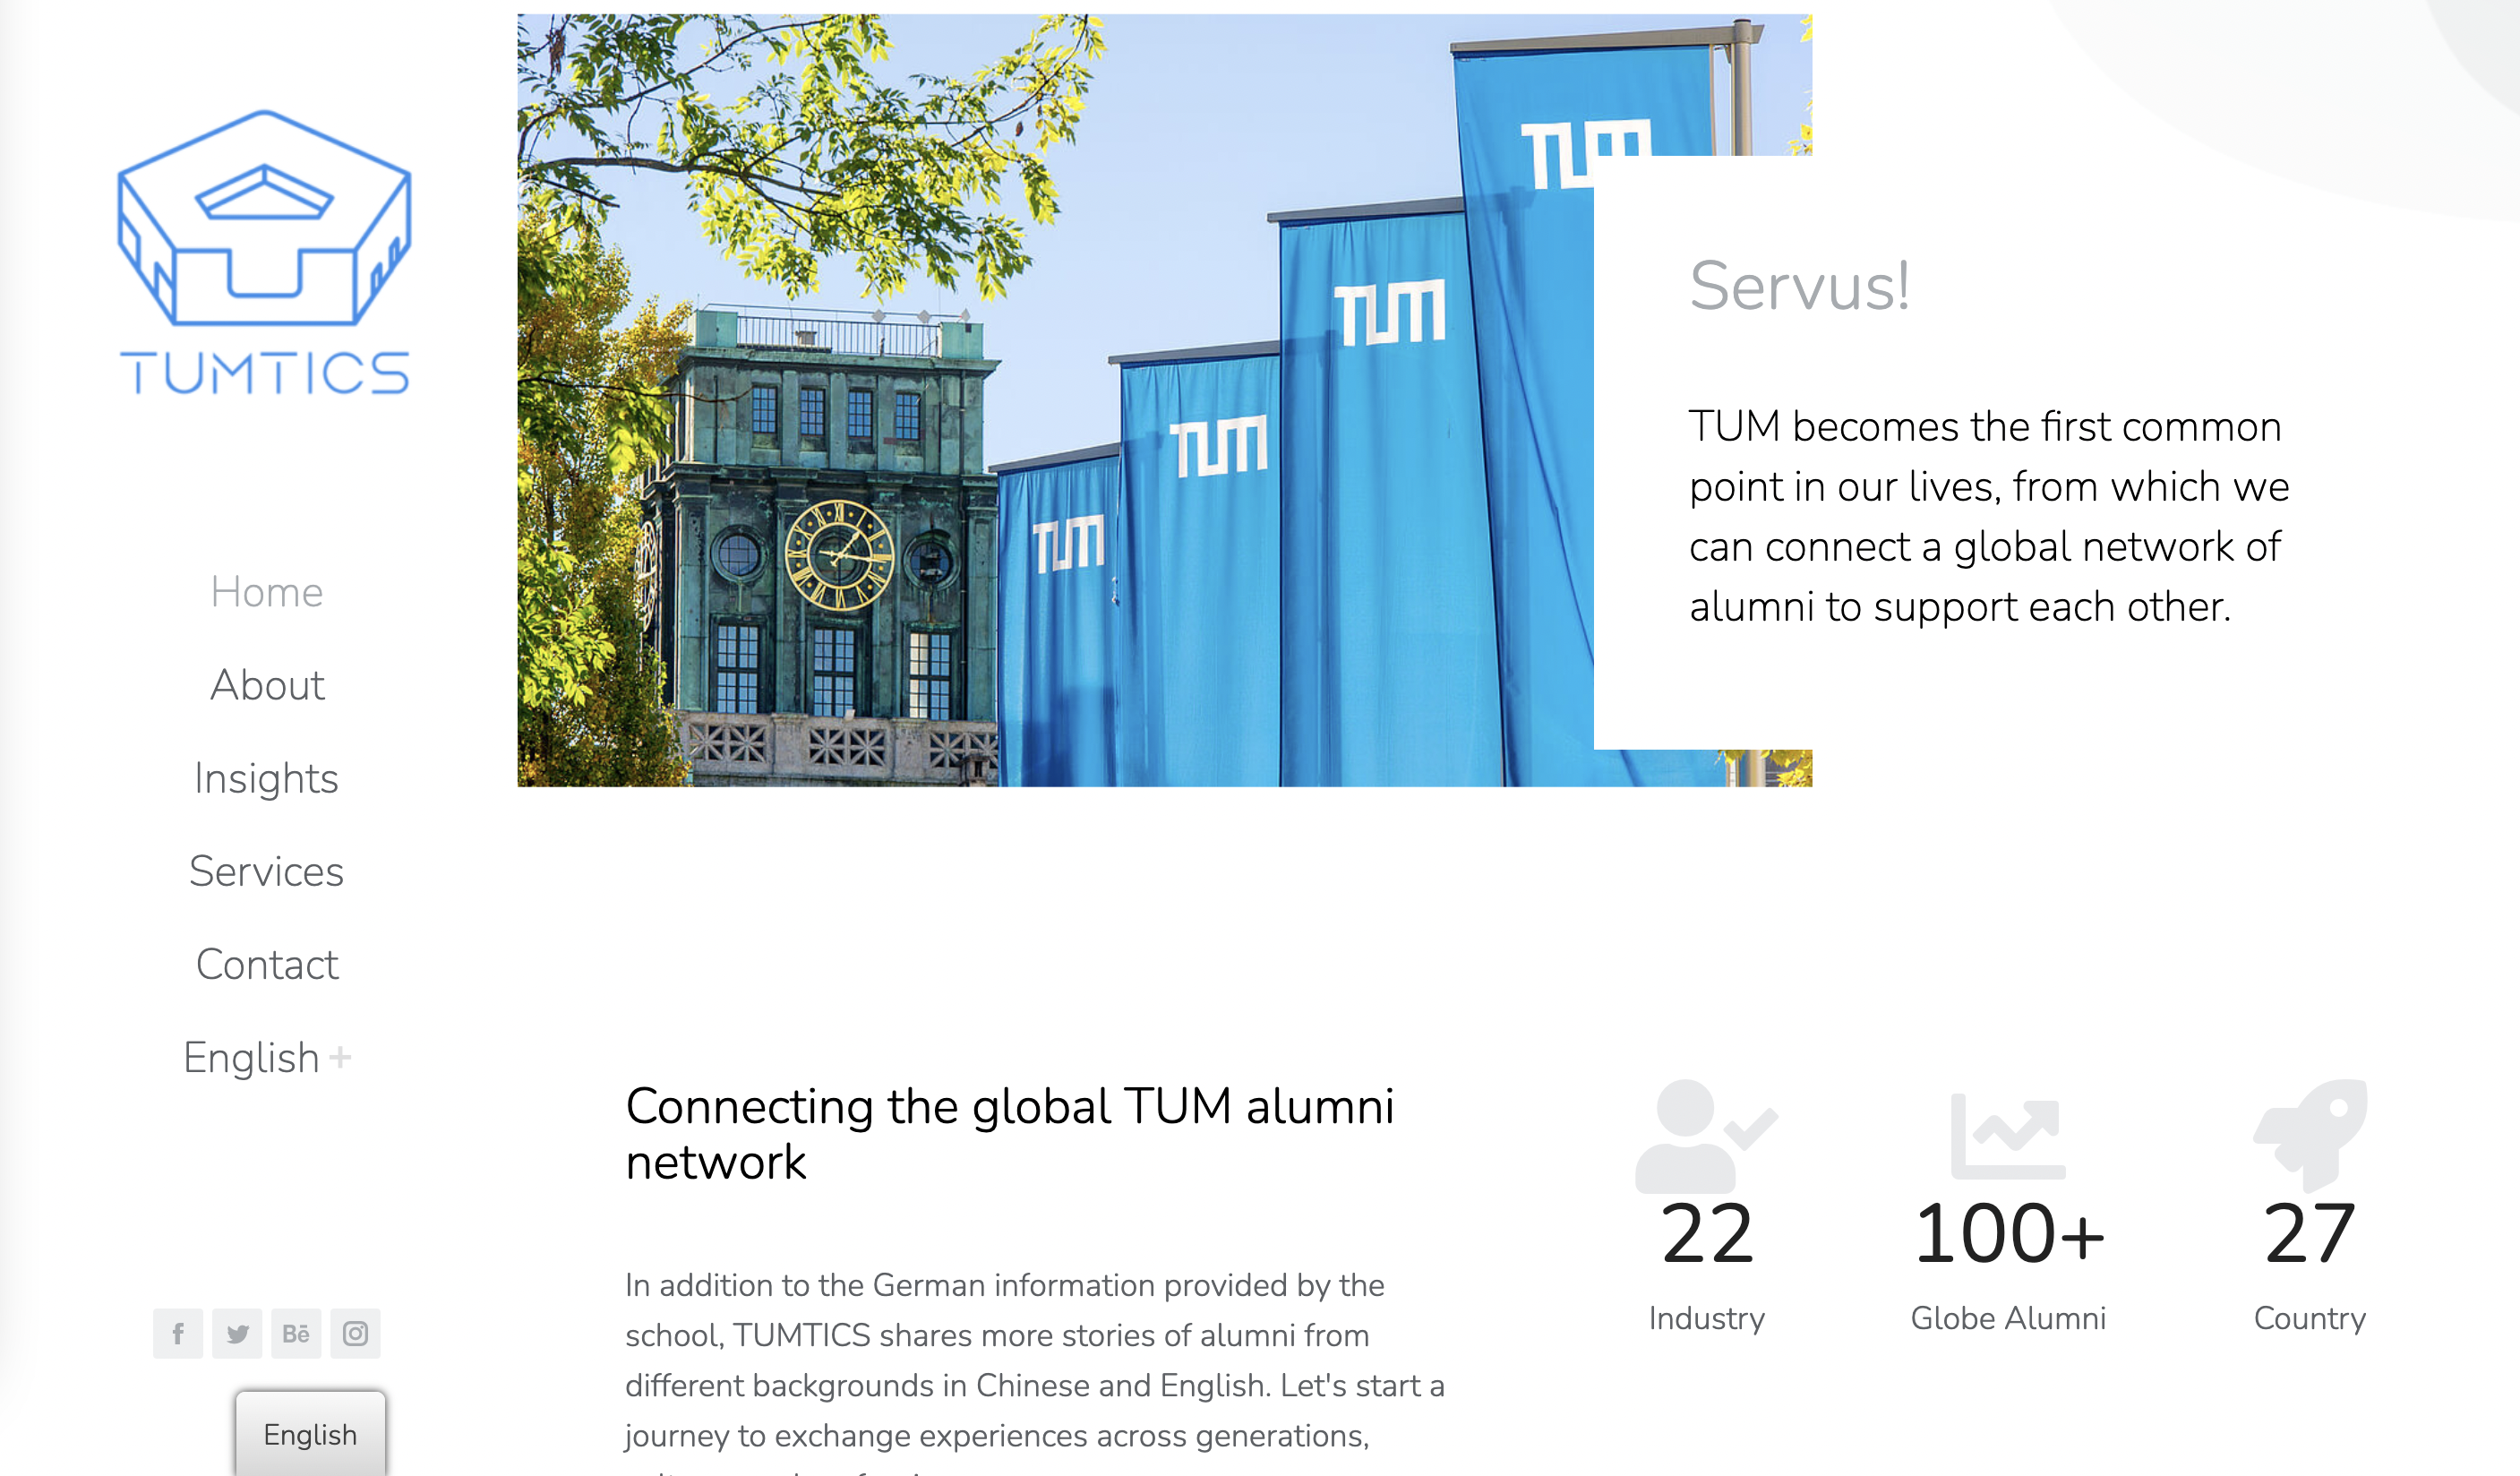 TUMTICS
Home
About
Insights
Services
Contact
English +
Bē
English
TUM
TUM
TUM
TUM
Servus!
TUM becomes the first common
point in our lives, from which we
can connect a global network of
alumni to support each other.
Connecting the global TUM alumni
network
In addition to the German information provided by the
school, TUMTICS shares more stories of alumni from
different backgrounds in Chinese and English. Let's start a
journey to exchange experiences across generations,
22
Industry
100+
Globe Alumni
27
Country